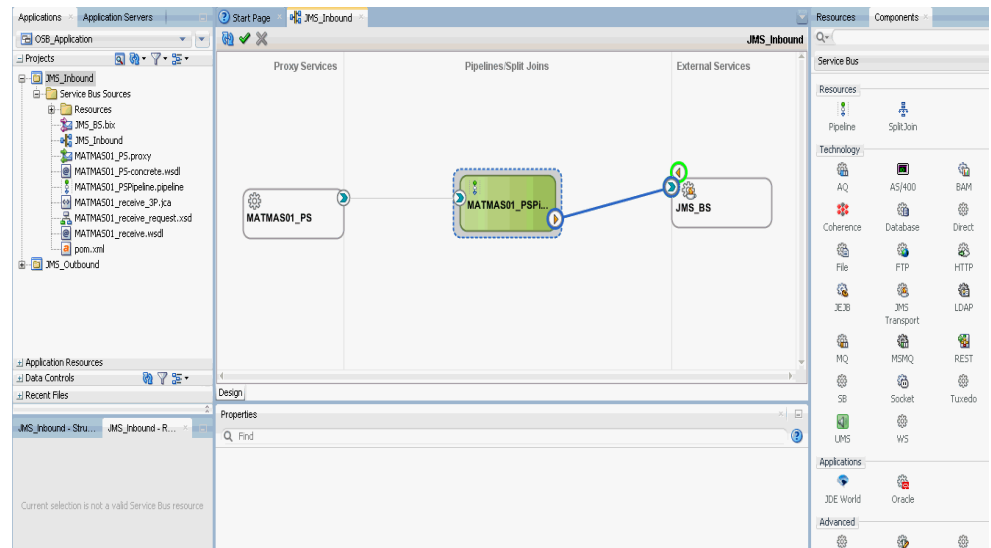 Applications
Application Servers
OSB_Application
Projects
JMS_Inbound
Service Bus Sources
Resources
JMS_BS.bix
JMS_Inbound
MATMAS01_PS.proxy
MATMAS01_PS-concrete.wsdl
MATMAS01_PSPipeline.pipeline
MATMAS01_receive_3P.jca
MATMAS01_receive_request.xsd
MATMAS01_receive.wsdl
pom.xml
JMS_Outbound
Application Resources
Data Controls
Recent Files
JMS_Inbound - Stru...
JMS_Inbound - R...
Current selection is not a valid Service Bus resource
Start Page
JMS_Inbound
JMS_Inbound
Proxy Services
Pipelines/Split Joins
External Services
MATMAS01_PS
MATMAS01_PSPi...
JMS_BS
Design
Properties
Find
Resources
Components
Service Bus
Resources
Pipeline
SplitJoin
Technology
AQ
AS/400
BAM
Coherence
Database
Direct
File
FTP
HTTP
JEJB
JMS Transport
LDAP
MQ
MSMQ
REST
SB
Socket
Tuxedo
UMS
WS
Applications
JDE World
Oracle
Advanced